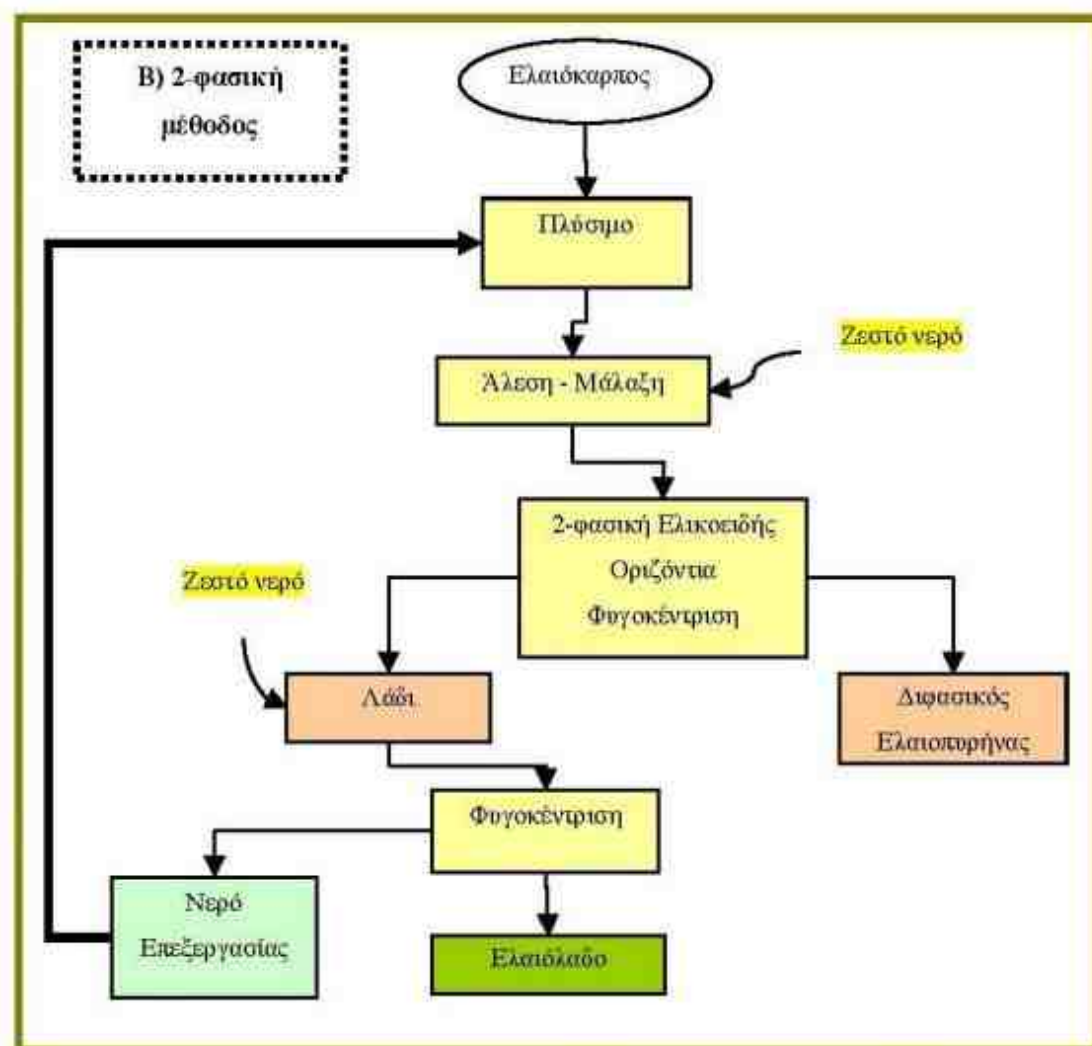 Β) 2-φασική
μέθοδος
Ελαιόκαρπος
Πλύσιμο
Ζεστό νερό
Άλεση - Μάλαξη
2-φασική Ελικοειδής
Οριζόντια
Φυγοκέντριση
Ζεστό νερό
Λάδι
Διφασικός
Ελαιοπυρήνας
Φυγοκέντριση
Νερό
Επεξεργασίας
Ελαιόλαδο